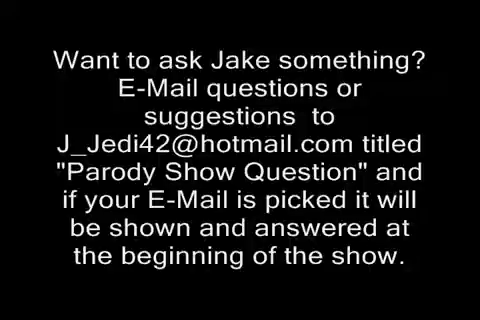 Want to ask Jake something?
E-Mail questions or
suggestions  to
J_Jedi42@hotmail.com titled
"Parody Show Question" and
if your E-Mail is picked it will
be shown and answered at
the beginning of the show.